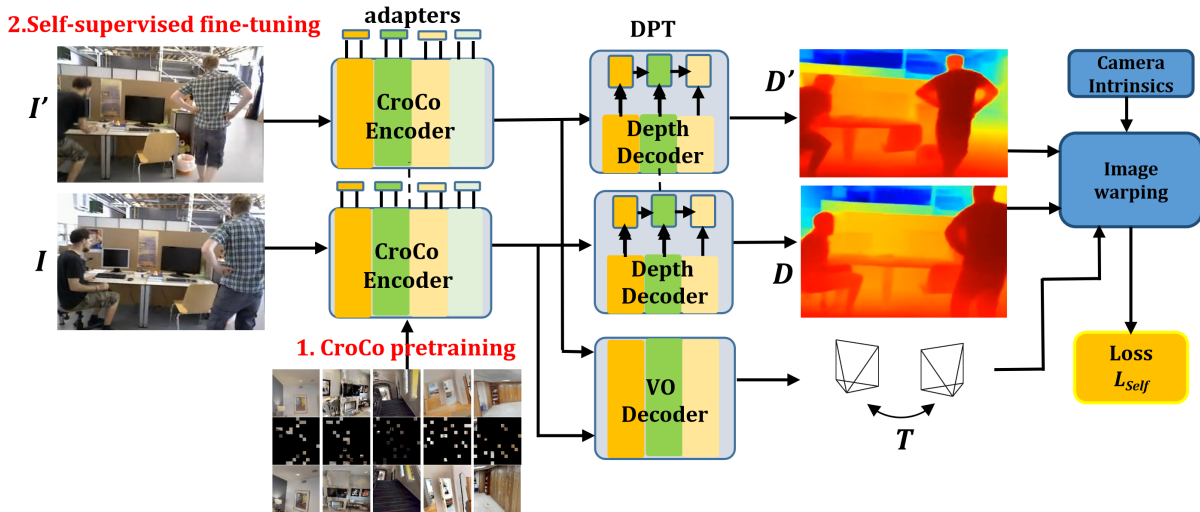 2.Self-supervised fine-tuning
adapters
DPT
I’
CroCo
Encoder
Depth
Decoder
D’
Camera
Intrinsics
Image
warping
I
CroCo
Encoder
Depth
Decoder
D
1. CroCo pretraining
VO
Decoder
T
Loss
L_Self